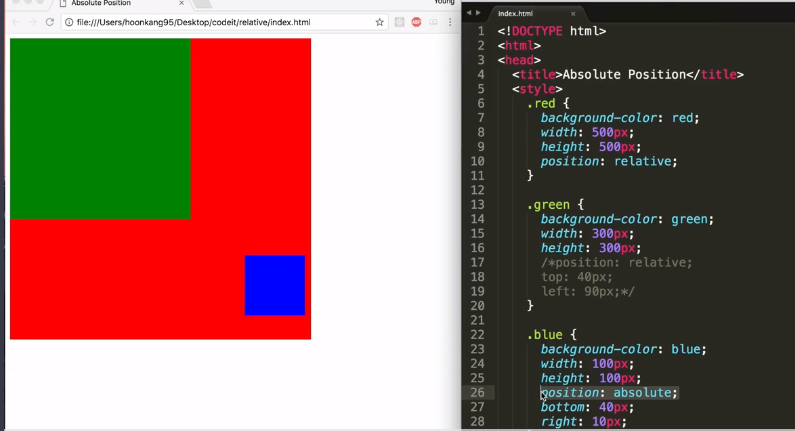 Absolute Position
Young
file:///Users/hoonkang95/Desktop/codeit/relative/index.html
ABP
index.html
1 <!DOCTYPE html>
2 <html>
3 <head>
4 <title>Absolute Position</title>
5 <style>
6 .red {
7 background-color: red;
8 width: 500px;
9 height: 500px;
10 position: relative;
11 }
12
13 .green {
14 background-color: green;
15 width: 300px;
16 height: 300px;
17 /*position: relative;
18 top: 40px;
19 left: 90px;*/
20 }
21
22 .blue {
23 background-color: blue;
24 width: 100px;
25 height: 100px;
26 position: absolute;
27 bottom: 40px;
28 right: 10px;